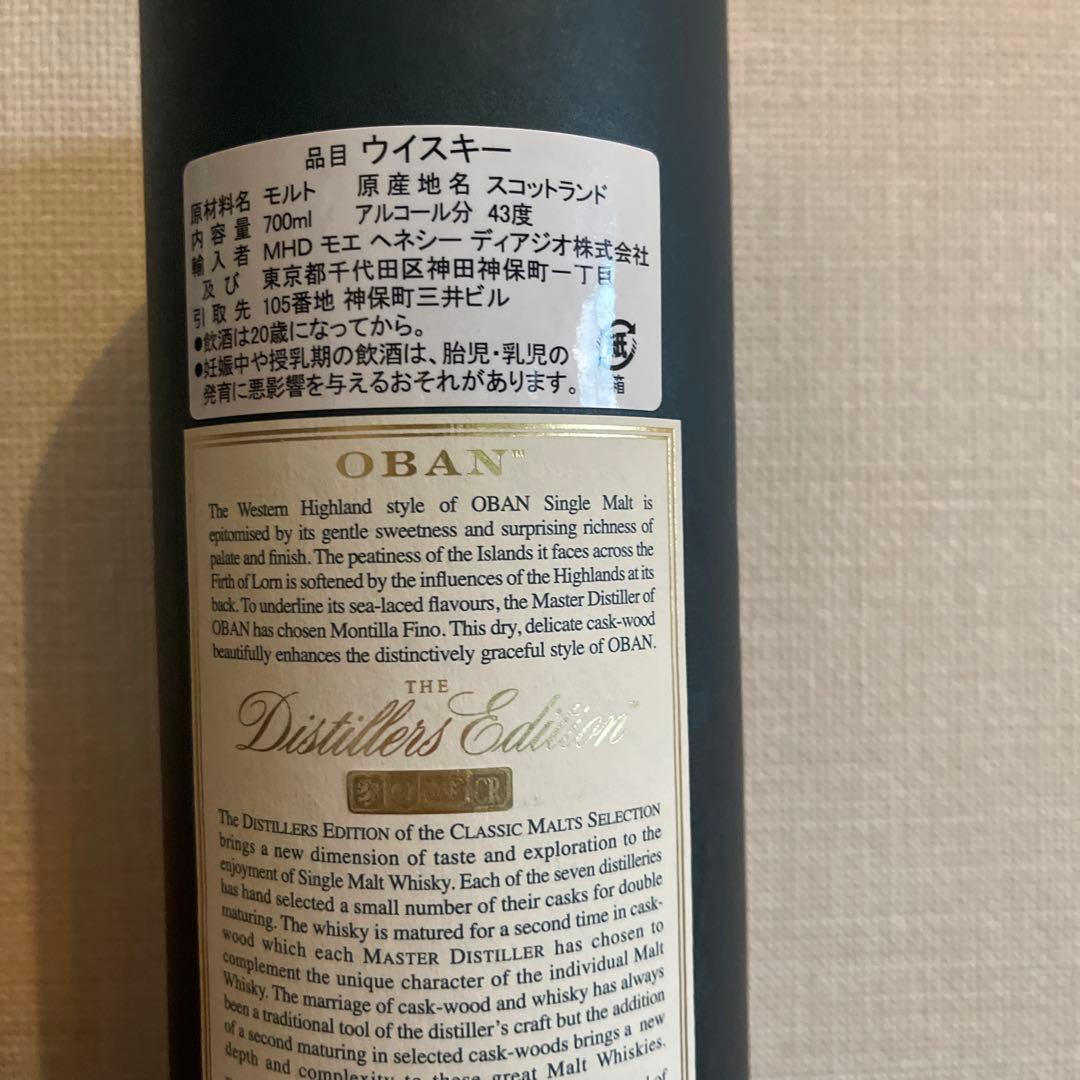 品目 ウイスキー
原材料名 モルト 原産地名 スコットランド
内容量 700ml アルコール分 43度
輸入者 MHD モエ ヘネシー ディアジオ株式会社
及び 東京都千代田区神田神保町一丁目
引取先 105番地 神保町三井ビル
●飲酒は20歳になってから。
●妊娠中や授乳期の飲酒は、胎児・乳児の
発育に悪影響を与えるおそれがあります。
紙
箱
OBAN™
The Western Highland style of OBAN Single Malt is
epitomised by its gentle sweetness and surprising richness of
palate and finish. The peatiness of the Islands it faces across the
Firth of Lorn is softened by the influences of the Highlands at its
back. To underline its sea-laced flavours, the Master Distiller of
OBAN has chosen Montilla Fino. This dry, delicate cask-wood
beautifully enhances the distinctively graceful style of OBAN.
THE
Distillers Edition™
CR
The DISTILLERS EDITION of the CLASSIC MALTS SELECTION
brings a new dimension of taste and exploration to the
enjoyment of Single Malt Whisky. Each of the seven distilleries
has hand selected a small number of their casks for double
maturing. The whisky is matured for a second time in cask-
wood which each MASTER DISTILLER has chosen to
complement the unique character of the individual Malt
Whisky. The marriage of cask-wood and whisky has always
been a traditional tool of the distiller's craft but the addition
of a second maturing in selected cask-woods brings a new
depth and complexity to these great Malt Whiskies.
of